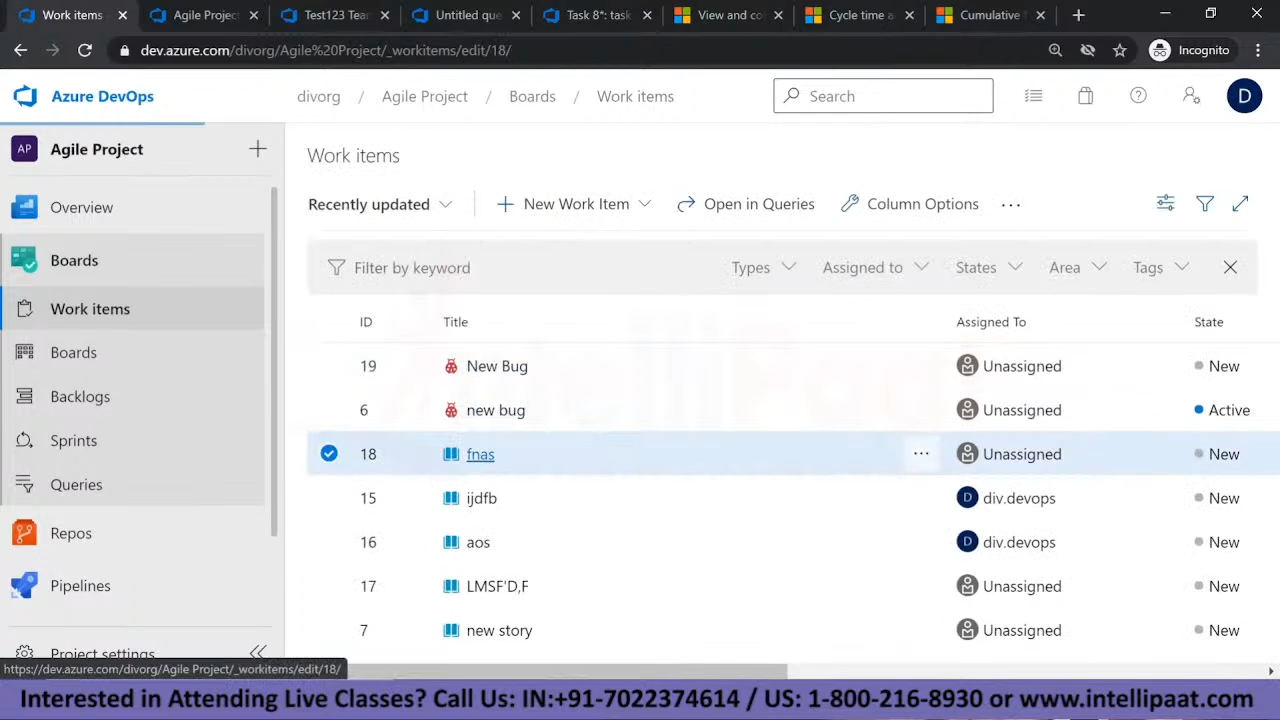 Work items
Agile Projec
Test123 Tea
Untitled que
Task 8*: task
View and co
Cycle time a
Cumulative
dev.azure.com/divorg/Agile%20Project/_workitems/edit/18/
Incognito
Azure DevOps
divorg / Agile Project / Boards / Work items
Search
D
AP Agile Project
Overview
Boards
Work items
Boards
Backlogs
Sprints
Queries
Repos
Pipelines
Project settings
https://dev.azure.com/divorg/Agile Project/_workitems/edit/18/
Work items
Recently updated New Work Item Open in Queries Column Options ...
Filter by keyword Types Assigned to States Area Tags
ID Title Assigned To State
19 New Bug Unassigned New
6 new bug Unassigned Active
18 fnas ... Unassigned New
15 ijdfb D div.devops New
16 aos D div.devops New
17 LMSF'D,F Unassigned New
7 new story Unassigned New
Interested in Attending Live Classes? Call Us: IN:+91-7022374614 / US: 1-800-216-8930 or www.intellipaat.com